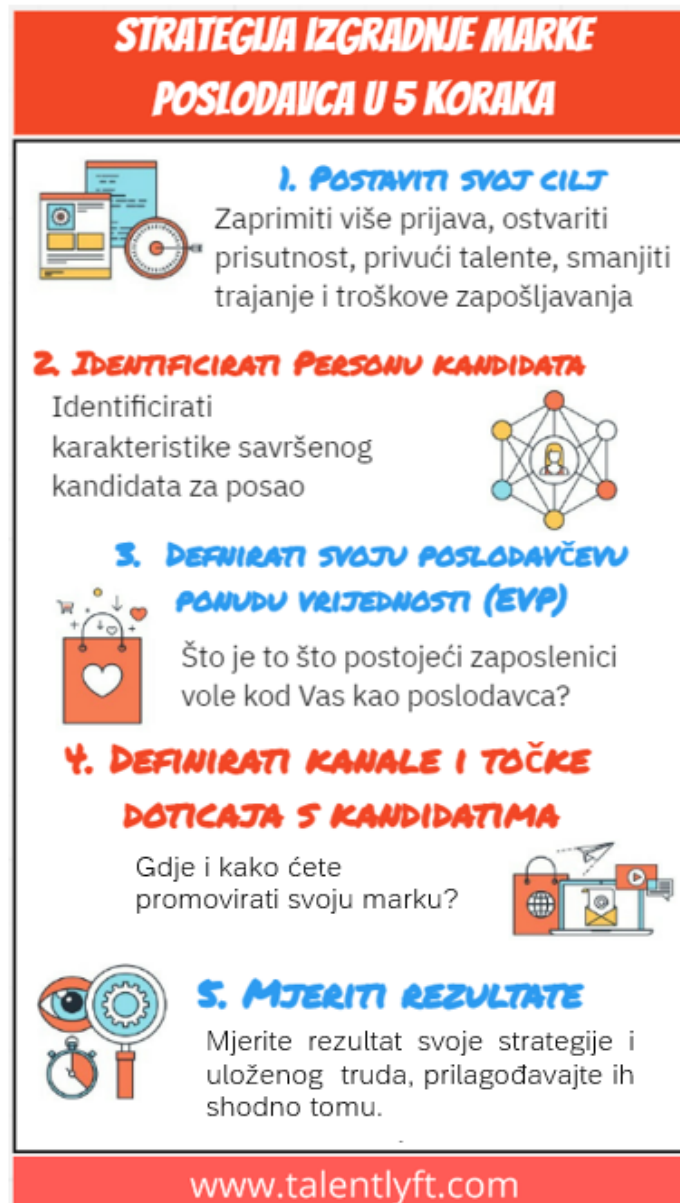 STRATEGIJA IZGRADNJE MARKE
POSLODAVCA U 5 KORAKA
1. POSTAVITI SVOJ CILJ
Zaprimiti više prijava, ostvariti
prisutnost, privući talente, smanjiti
trajanje i troškove zapošljavanja
2. IDENTIFICIRATI PERSONU KANDIDATA
Identificirati
karakteristike savršenog
kandidata za posao
3. DEFNIRATI SVOJU POSLODAVČEVU
PONUDU VRIJEDNOSTI (EVP)
Što je to što postojeći zaposlenici
vole kod Vas kao poslodavca?
4. DEFINIRATI KANALE I TOČKE
DOTICAJA S KANDIDATIMA
Gdje i kako ćete
promovirati svoju marku?
5. MJERITI REZULTATE
Mjerite rezultat svoje strategije i
uloženog truda, prilagođavajte ih
shodno tomu.
www.talentlyft.com